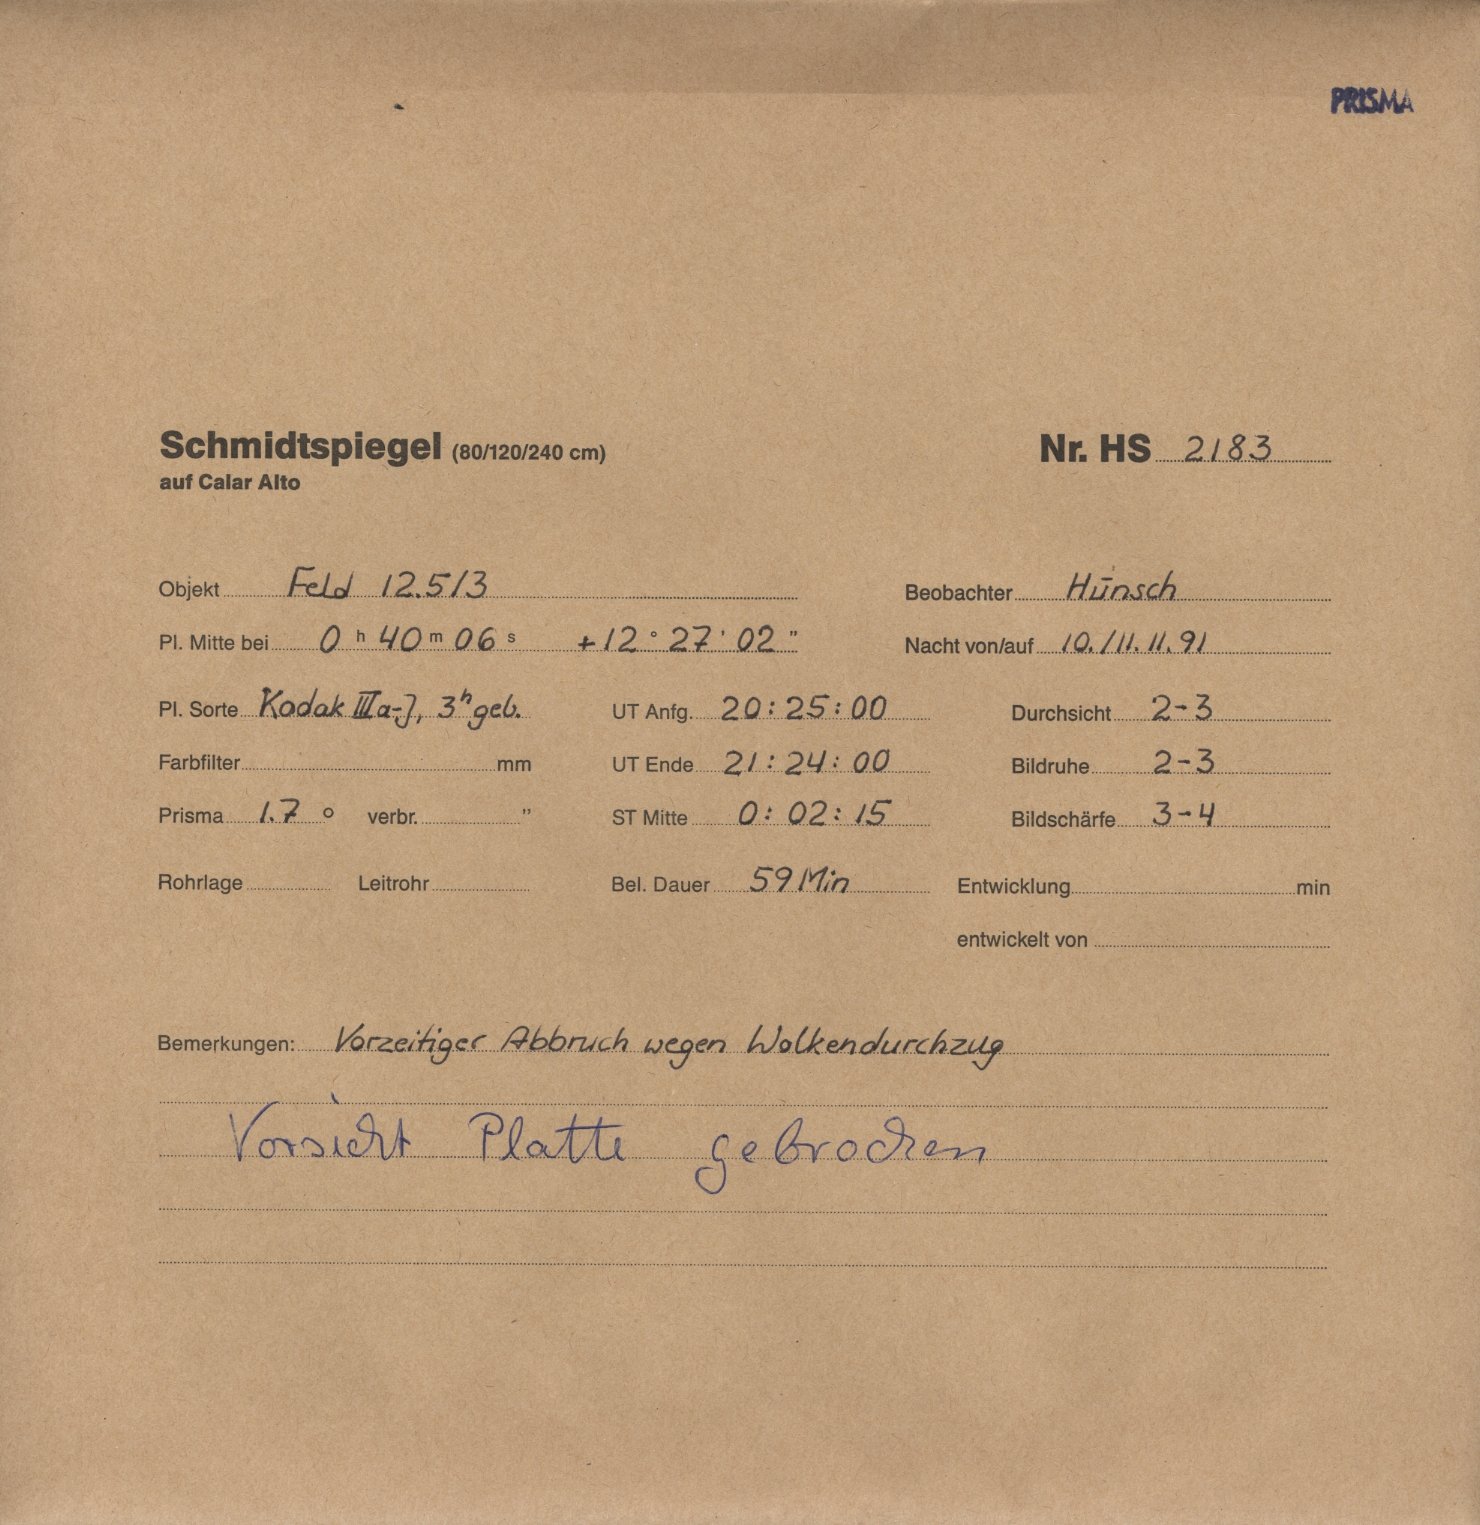 PRISMA
Schmidtspiegel (80/120/240 cm) Nr. HS 2183
auf Calar Alto
Objekt Feld 12.5/3 Beobachter Hünsch
Pl. Mitte bei 0 h 40 m 06 s +12 ° 27 ' 02 " Nacht von/auf 10./11.11.91
Pl. Sorte Kodak IIIa-J, 3h geb. UT Anfg. 20:25:00 Durchsicht 2-3
Farbfilter mm UT Ende 21:24:00 Bildruhe 2-3
Prisma 1.7 ° verbr. " ST Mitte 0:02:15 Bildschärfe 3-4
Rohrlage Leitrohr Bel. Dauer 59 Min Entwicklung min
entwickelt von
Bemerkungen: Vorzeitiger Abbruch wegen Wolkendurchzug
Vorsicht Platte gebrochen